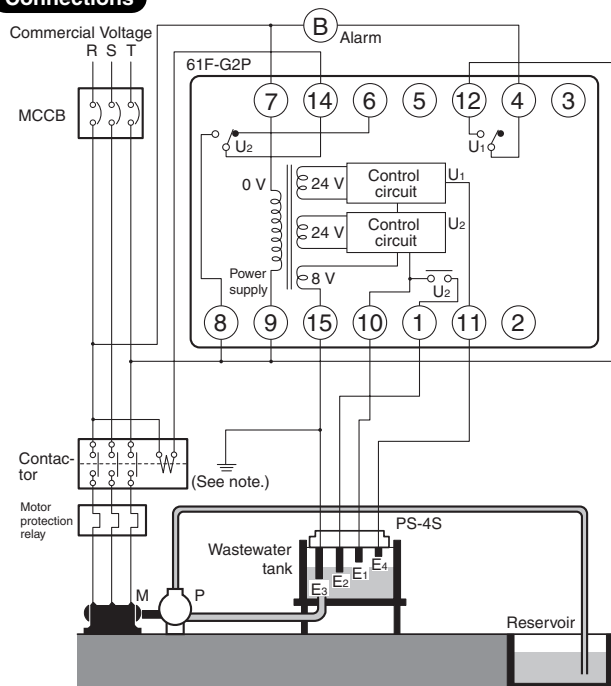 Connections
Commercial Voltage
R S T
B
Alarm
61F-G2P
MCCB
7 14 6 5 12 4 3
U2
U1
0 V
24 V
Control
circuit
U1
24 V
Control
circuit
U2
Power
supply
8 V
U2
8 9 15 10 1 11 2
Contac-
tor
(See note.)
Motor
protection
relay
PS-4S
Wastewater
tank
E3 E2 E1 E4
M P
Reservoir